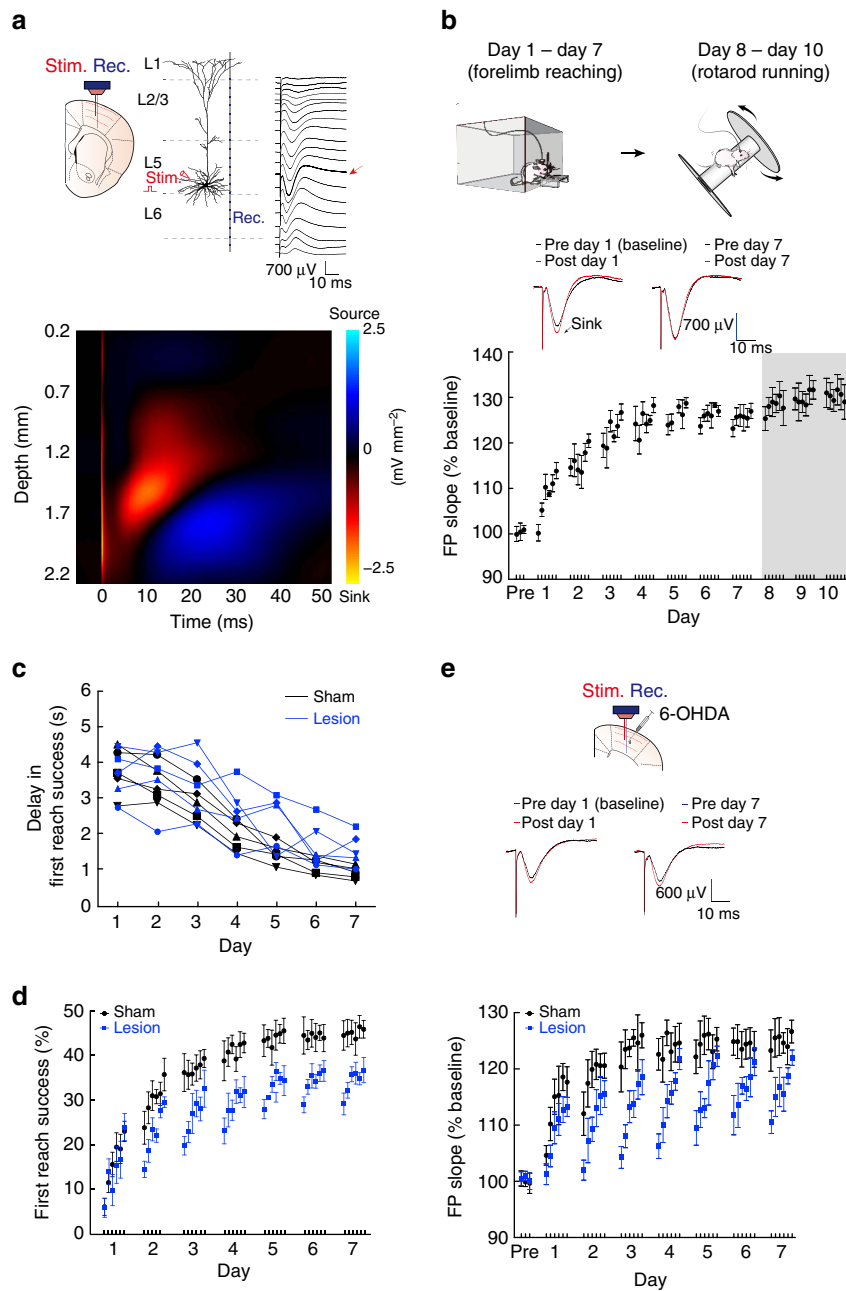 a
Stim. Rec.
L1
L2/3
L5
Stim.
L6
Rec.
700 µV
10 ms
Source
0.2
0.7
1.2
1.7
2.2
Depth (mm)
0 10 20 30 40 50
Time (ms)
2.5
0
−2.5
(mV mm−2)
Sink
b
Day 1 – day 7
(forelimb reaching)
Day 8 – day 10
(rotarod running)
Pre day 1 (baseline)
Post day 1
Pre day 7
Post day 7
Sink
700 µV
10 ms
140
130
120
110
100
90
FP slope (% baseline)
Pre 1 2 3 4 5 6 7 8 9 10
Day
c
6
5
4
3
2
1
0
Delay in
first reach success (s)
Sham
Lesion
1 2 3 4 5 6 7
Day
e
Stim. Rec.
6-OHDA
Pre day 1 (baseline)
Post day 1
Pre day 7
Post day 7
600 µV
10 ms
d
50
40
30
20
10
0
First reach success (%)
Sham
Lesion
1 2 3 4 5 6 7
Day
130
120
110
100
90
FP slope (% baseline)
Sham
Lesion
Pre 1 2 3 4 5 6 7
Day